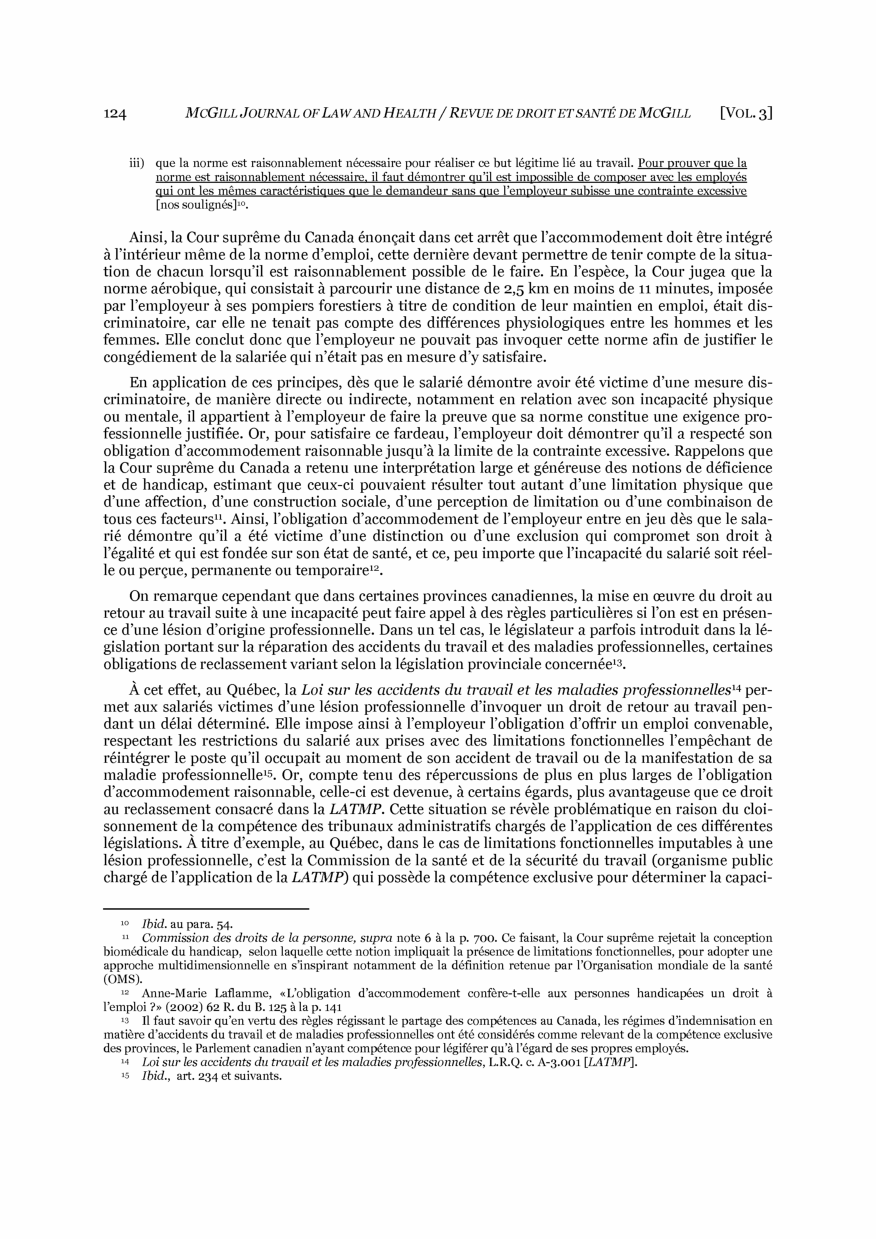 124 MCGILL JOURNAL OF LAW AND HEALTH / REVUE DE DROIT ET SANTÉ DE MCGILL [VOL. 3]
iii) que la norme est raisonnablement nécessaire pour réaliser ce but légitime lié au travail. Pour prouver que la
norme est raisonnablement nécessaire, il faut démontrer qu’il est impossible de composer avec les employés
qui ont les mêmes caractéristiques que le demandeur sans que l’employeur subisse une contrainte excessive
[nos soulignés]¹⁰.
Ainsi, la Cour suprême du Canada énonçait dans cet arrêt que l’accommodement doit être intégré
à l’intérieur même de la norme d’emploi, cette dernière devant permettre de tenir compte de la situa-
tion de chacun lorsqu’il est raisonnablement possible de le faire. En l’espèce, la Cour jugea que la
norme aérobique, qui consistait à parcourir une distance de 2,5 km en moins de 11 minutes, imposée
par l’employeur à ses pompiers forestiers à titre de condition de leur maintien en emploi, était dis-
criminatoire, car elle ne tenait pas compte des différences physiologiques entre les hommes et les
femmes. Elle conclut donc que l’employeur ne pouvait pas invoquer cette norme afin de justifier le
congédiement de la salariée qui n’était pas en mesure d’y satisfaire.
En application de ces principes, dès que le salarié démontre avoir été victime d’une mesure dis-
criminatoire, de manière directe ou indirecte, notamment en relation avec son incapacité physique
ou mentale, il appartient à l’employeur de faire la preuve que sa norme constitue une exigence pro-
fessionnelle justifiée. Or, pour satisfaire ce fardeau, l’employeur doit démontrer qu’il a respecté son
obligation d’accommodement raisonnable jusqu’à la limite de la contrainte excessive. Rappelons que
la Cour suprême du Canada a retenu une interprétation large et généreuse des notions de déficience
et de handicap, estimant que ceux-ci pouvaient résulter tout autant d’une limitation physique que
d’une affection, d’une construction sociale, d’une perception de limitation ou d’une combinaison de
tous ces facteurs¹¹. Ainsi, l’obligation d’accommodement de l’employeur entre en jeu dès que le sala-
rié démontre qu’il a été victime d’une distinction ou d’une exclusion qui compromet son droit à
l’égalité et qui est fondée sur son état de santé, et ce, peu importe que l’incapacité du salarié soit réel-
le ou perçue, permanente ou temporaire¹².
On remarque cependant que dans certaines provinces canadiennes, la mise en œuvre du droit au
retour au travail suite à une incapacité peut faire appel à des règles particulières si l’on est en présen-
ce d’une lésion d’origine professionnelle. Dans un tel cas, le législateur a parfois introduit dans la lé-
gislation portant sur la réparation des accidents du travail et des maladies professionnelles, certaines
obligations de reclassement variant selon la législation provinciale concernée¹³.
À cet effet, au Québec, la Loi sur les accidents du travail et les maladies professionnelles¹⁴ per-
met aux salariés victimes d’une lésion professionnelle d’invoquer un droit de retour au travail pen-
dant un délai déterminé. Elle impose ainsi à l’employeur l’obligation d’offrir un emploi convenable,
respectant les restrictions du salarié aux prises avec des limitations fonctionnelles l’empêchant de
réintégrer le poste qu’il occupait au moment de son accident de travail ou de la manifestation de sa
maladie professionnelle¹⁵. Or, compte tenu des répercussions de plus en plus larges de l’obligation
d’accommodement raisonnable, celle-ci est devenue, à certains égards, plus avantageuse que ce droit
au reclassement consacré dans la LATMP. Cette situation se révèle problématique en raison du cloi-
sonnement de la compétence des tribunaux administratifs chargés de l’application de ces différentes
législations. À titre d’exemple, au Québec, dans le cas de limitations fonctionnelles imputables à une
lésion professionnelle, c’est la Commission de la santé et de la sécurité du travail (organisme public
chargé de l’application de la LATMP) qui possède la compétence exclusive pour déterminer la capaci-
¹⁰ Ibid. au para. 54.
¹¹ Commission des droits de la personne, supra note 6 à la p. 700. Ce faisant, la Cour suprême rejetait la conception
biomédicale du handicap, selon laquelle cette notion impliquait la présence de limitations fonctionnelles, pour adopter une
approche multidimensionnelle en s’inspirant notamment de la définition retenue par l’Organisation mondiale de la santé
(OMS).
¹² Anne-Marie Laflamme, «L’obligation d’accommodement confère-t-elle aux personnes handicapées un droit à
l’emploi ?» (2002) 62 R. du B. 125 à la p. 141
¹³ Il faut savoir qu’en vertu des règles régissant le partage des compétences au Canada, les régimes d’indemnisation en
matière d’accidents du travail et de maladies professionnelles ont été considérés comme relevant de la compétence exclusive
des provinces, le Parlement canadien n’ayant compétence pour légiférer qu’à l’égard de ses propres employés.
¹⁴ Loi sur les accidents du travail et les maladies professionnelles, L.R.Q. c. A-3.001 [LATMP].
¹⁵ Ibid., art. 234 et suivants.